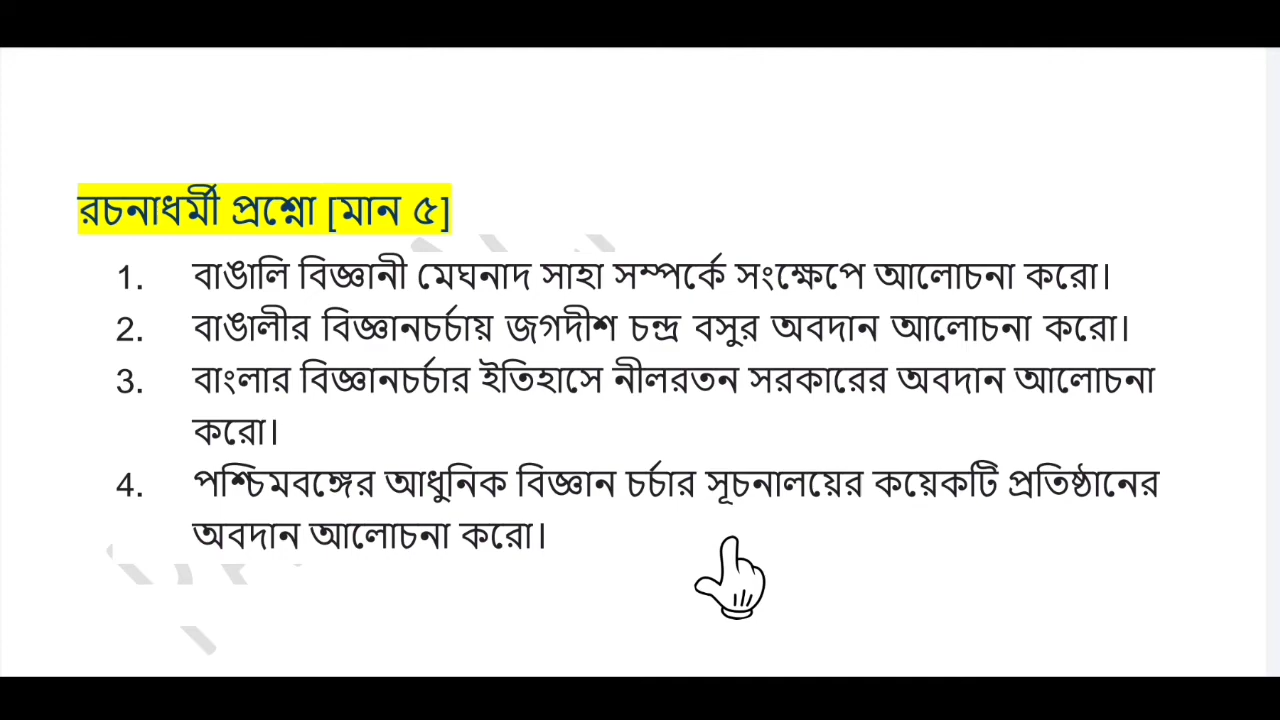 রচনাধর্মী প্রশ্নো [মান ৫]
1. বাঙালি বিজ্ঞানী মেঘনাদ সাহা সম্পর্কে সংক্ষেপে আলোচনা করো।
2. বাঙালীর বিজ্ঞানচর্চায় জগদীশ চন্দ্র বসুর অবদান আলোচনা করো।
3. বাংলার বিজ্ঞানচর্চার ইতিহাসে নীলরতন সরকারের অবদান আলোচনা
করো।
4. পশ্চিমবঙ্গের আধুনিক বিজ্ঞান চর্চার সূচনালয়ের কয়েকটি প্রতিষ্ঠানের
অবদান আলোচনা করো।